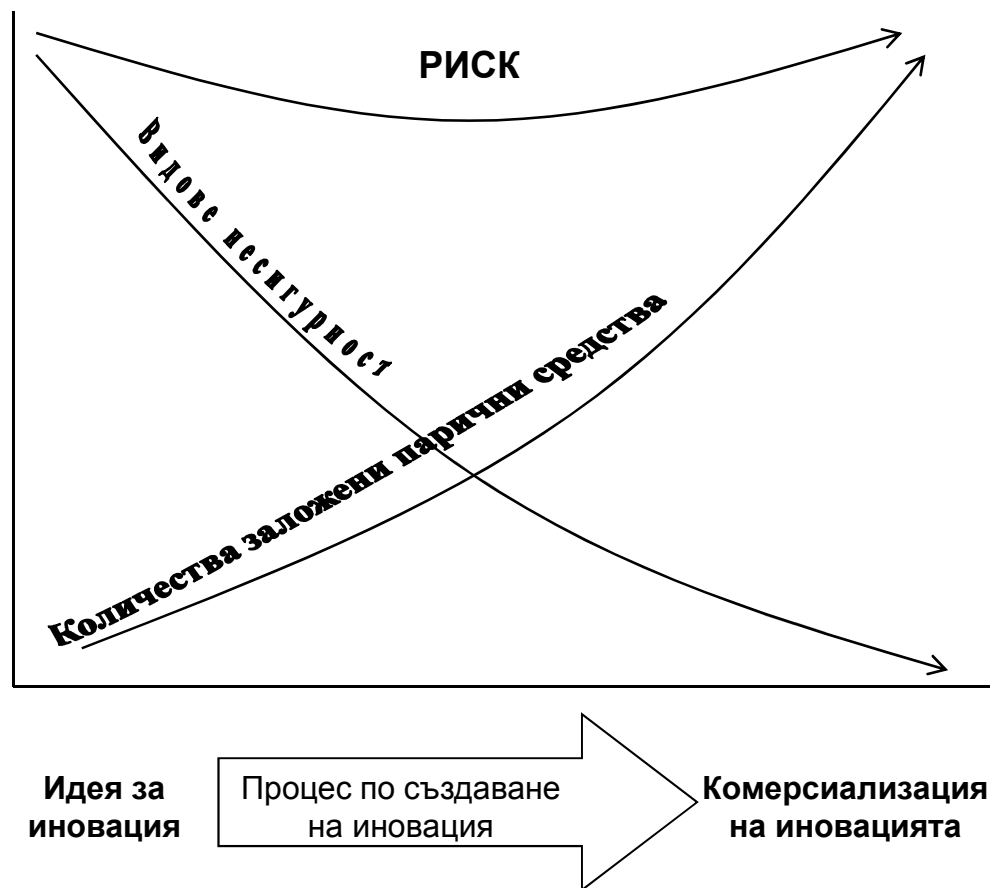 РИСК
Видове несигурност
Количества заложени парични средства
Идея за
иновация
Процес по създаване
на иновация
Комерсиализация
на иновацията